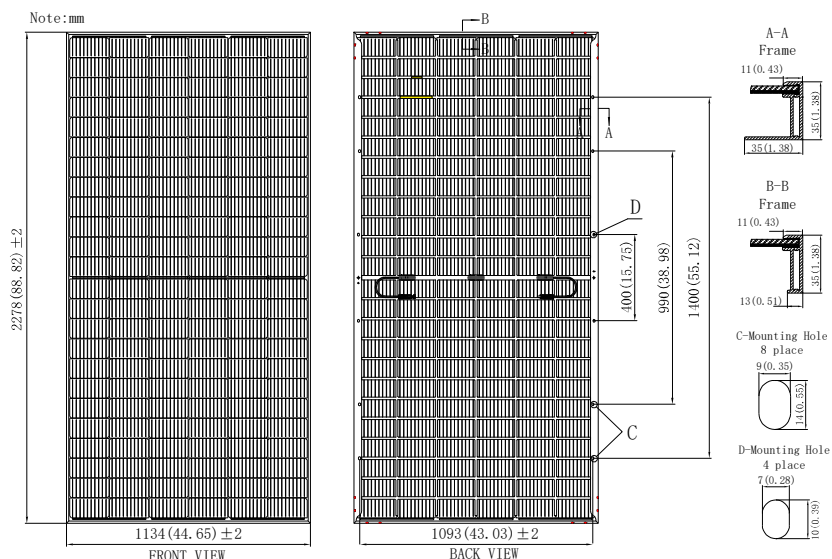 Note:mm
2278(88.82)±2
1134(44.65)±2
FRONT VIEW
B
B
A
A
D
400(15.75)
990(38.98)
1400(55.12)
C
1093(43.03)±2
BACK VIEW
A-A
Frame
11(0.43)
35(1.38)
35(1.38)
B-B
Frame
11(0.43)
35(1.38)
13(0.51)
C-Mounting Hole
8 place
9(0.35)
14(0.55)
D-Mounting Hole
4 place
7(0.28)
10(0.39)